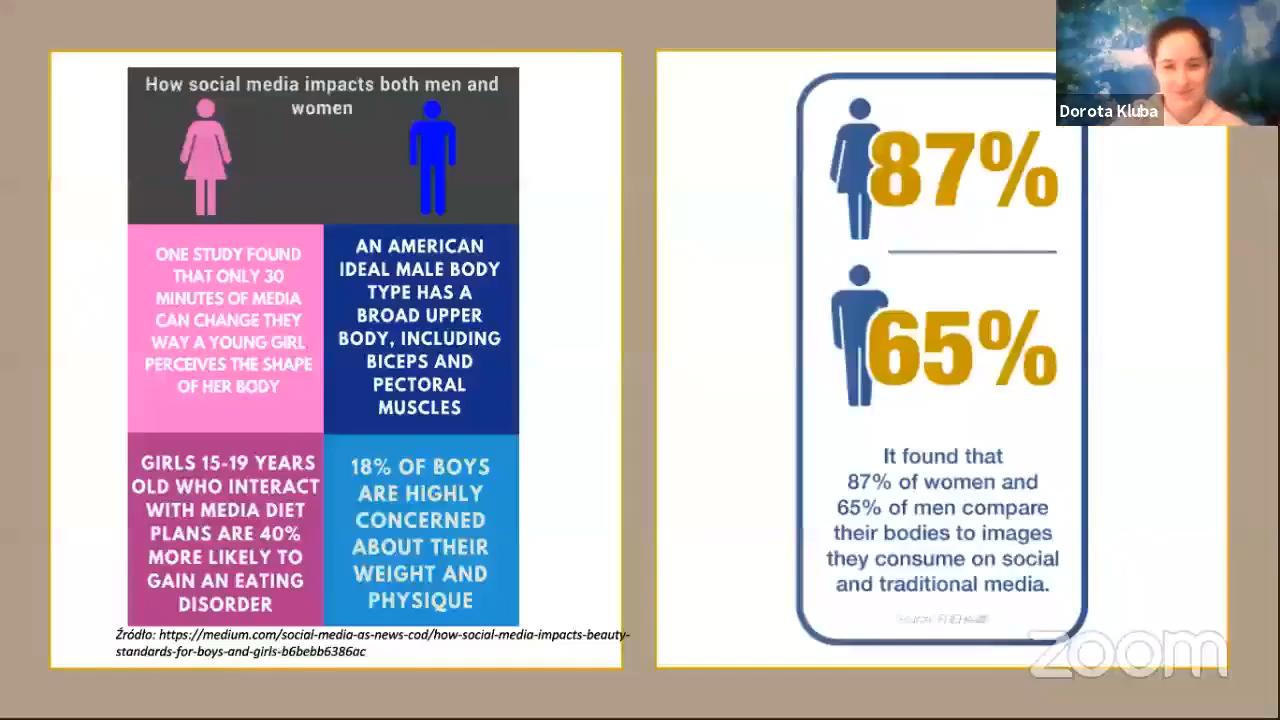 How social media impacts both men and
women
ONE STUDY FOUND
THAT ONLY 30
MINUTES OF MEDIA
CAN CHANGE THEY
WAY A YOUNG GIRL
PERCEIVES THE SHAPE
OF HER BODY
AN AMERICAN
IDEAL MALE BODY
TYPE HAS A
BROAD UPPER
BODY, INCLUDING
BICEPS AND
PECTORAL
MUSCLES
GIRLS 15-19 YEARS
OLD WHO INTERACT
WITH MEDIA DIET
PLANS ARE 40%
MORE LIKELY TO
GAIN AN EATING
DISORDER
18% OF BOYS
ARE HIGHLY
CONCERNED
ABOUT THEIR
WEIGHT AND
PHYSIQUE
Źródło: https://medium.com/social-media-as-news-cod/how-social-media-impacts-beauty-
standards-for-boys-and-girls-b6bebb6386ac
87%
65%
It found that
87% of women and
65% of men compare
their bodies to images
they consume on social
and traditional media.
Dorota Kluba
zoom